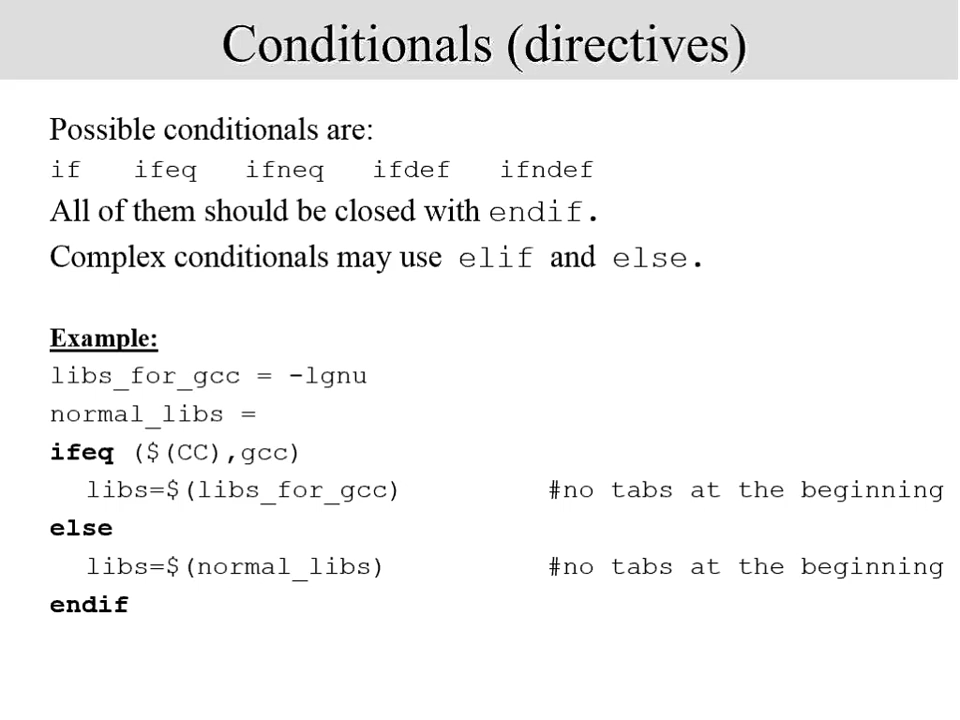 Conditionals (directives)
Possible conditionals are:
if ifeq ifneq ifdef ifndef
All of them should be closed with endif.
Complex conditionals may use elif and else.
Example:
libs_for_gcc = -lgnu
normal_libs =
ifeq ($(CC),gcc)
libs=$(libs_for_gcc) #no tabs at the beginning
else
libs=$(normal_libs) #no tabs at the beginning
endif